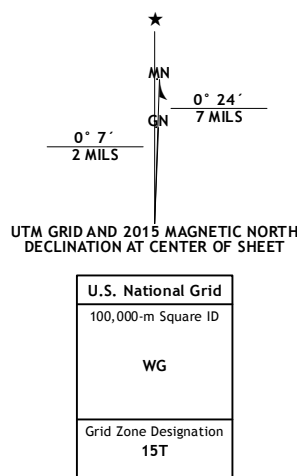 MN
0° 24´
7 MILS
GN
0° 7´
2 MILS
UTM GRID AND 2015 MAGNETIC NORTH
DECLINATION AT CENTER OF SHEET
U.S. National Grid
100,000-m Square ID
WG
Grid Zone Designation
15T